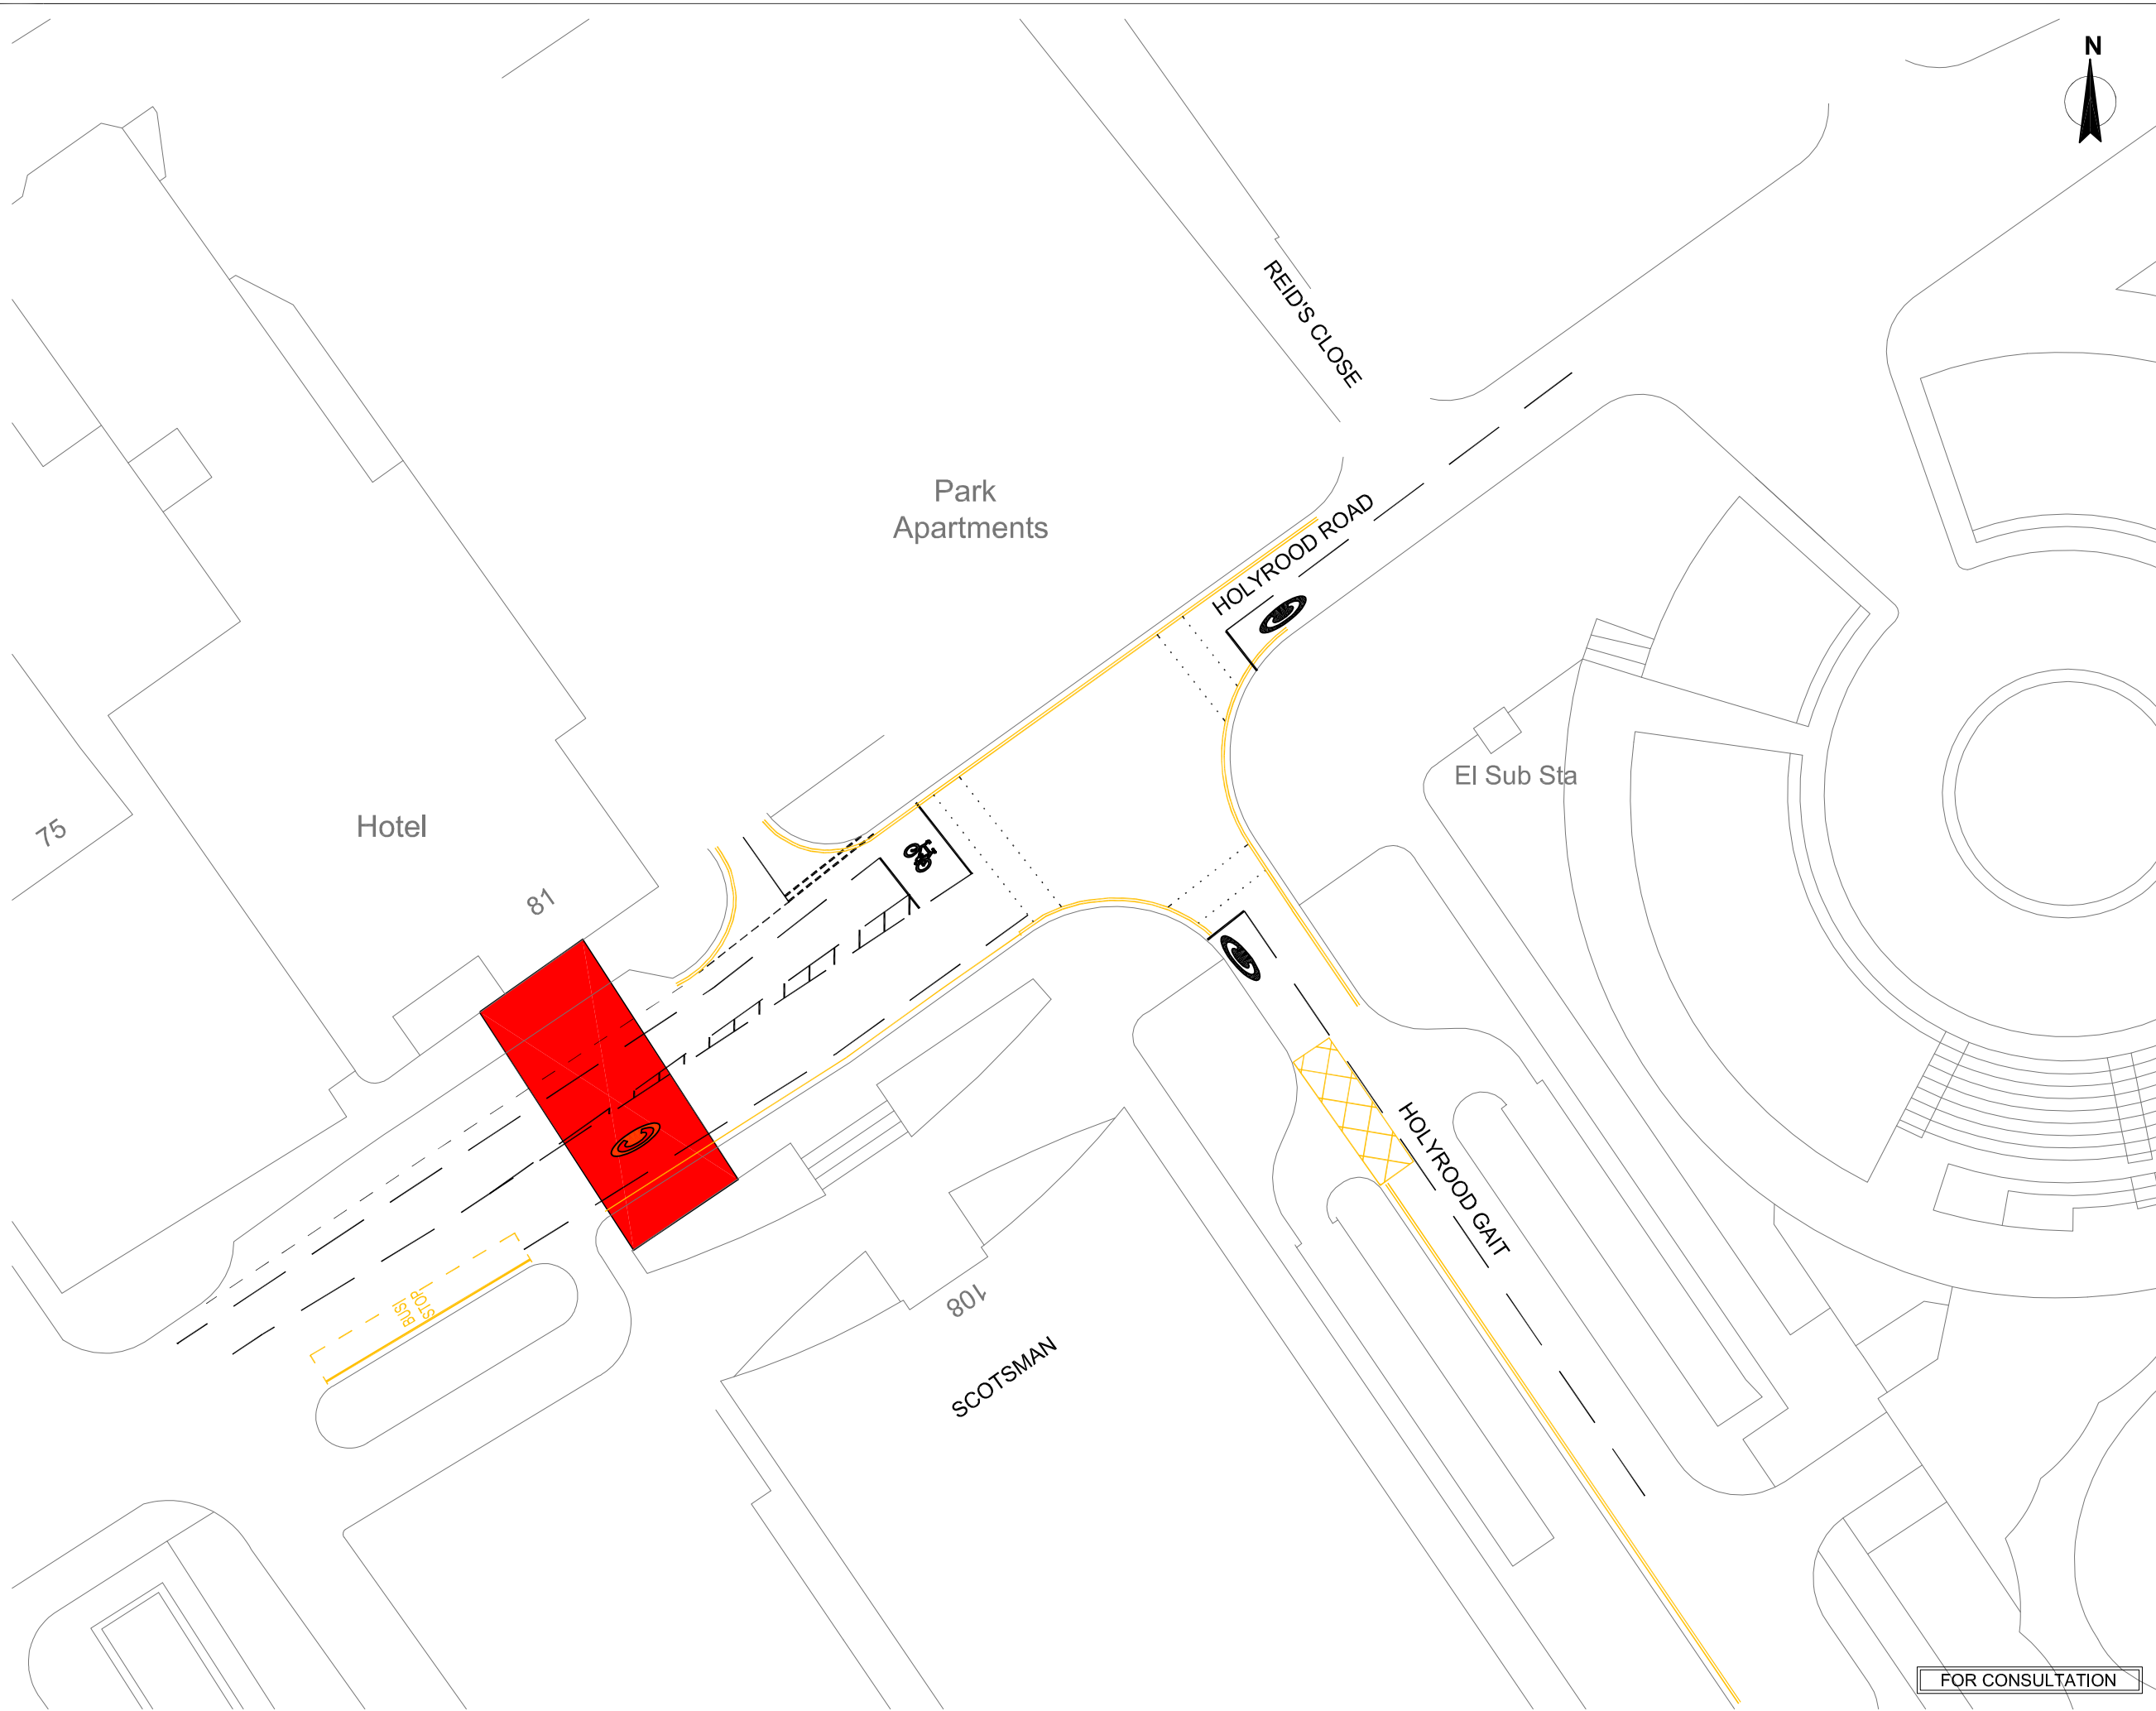 N
REID'S CLOSE
Park
Apartments
HOLYROOD ROAD
El Sub Sta
75
Hotel
81
HOLYROOD GAIT
BUS
STOP
108
SCOTSMAN
FOR CONSULTATION